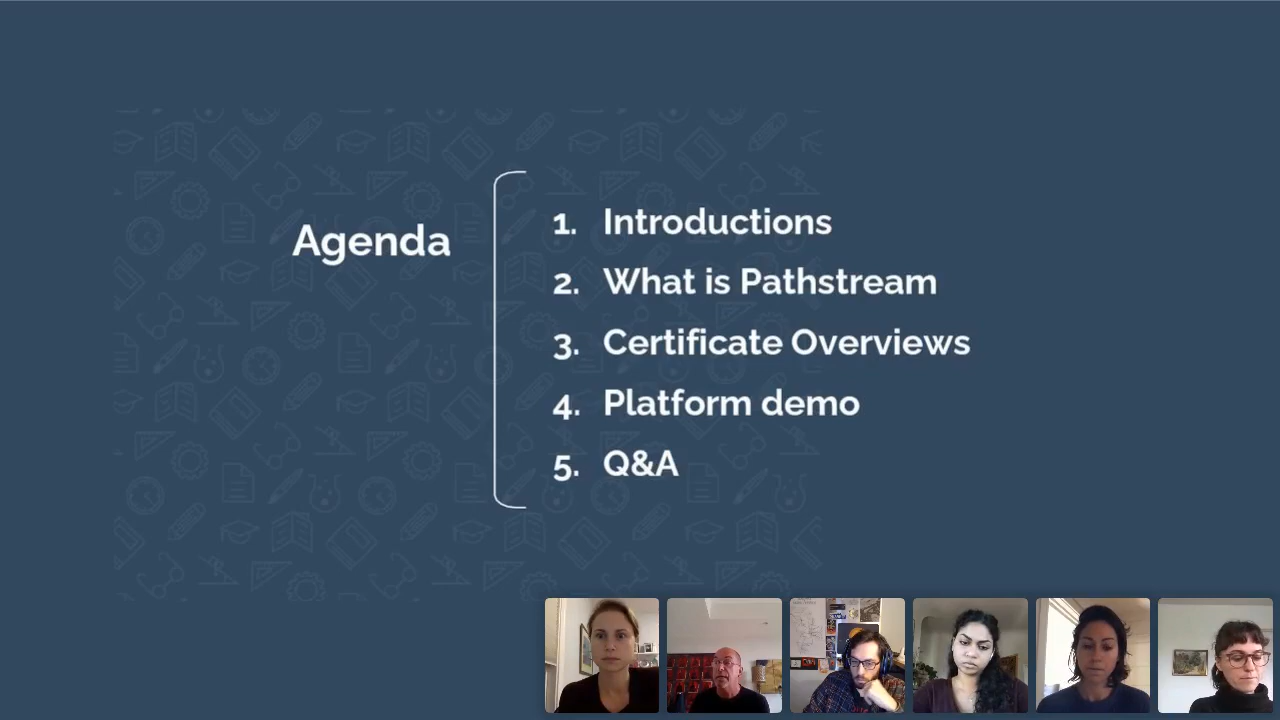 Agenda
1. Introductions
2. What is Pathstream
3. Certificate Overviews
4. Platform demo
5. Q&A